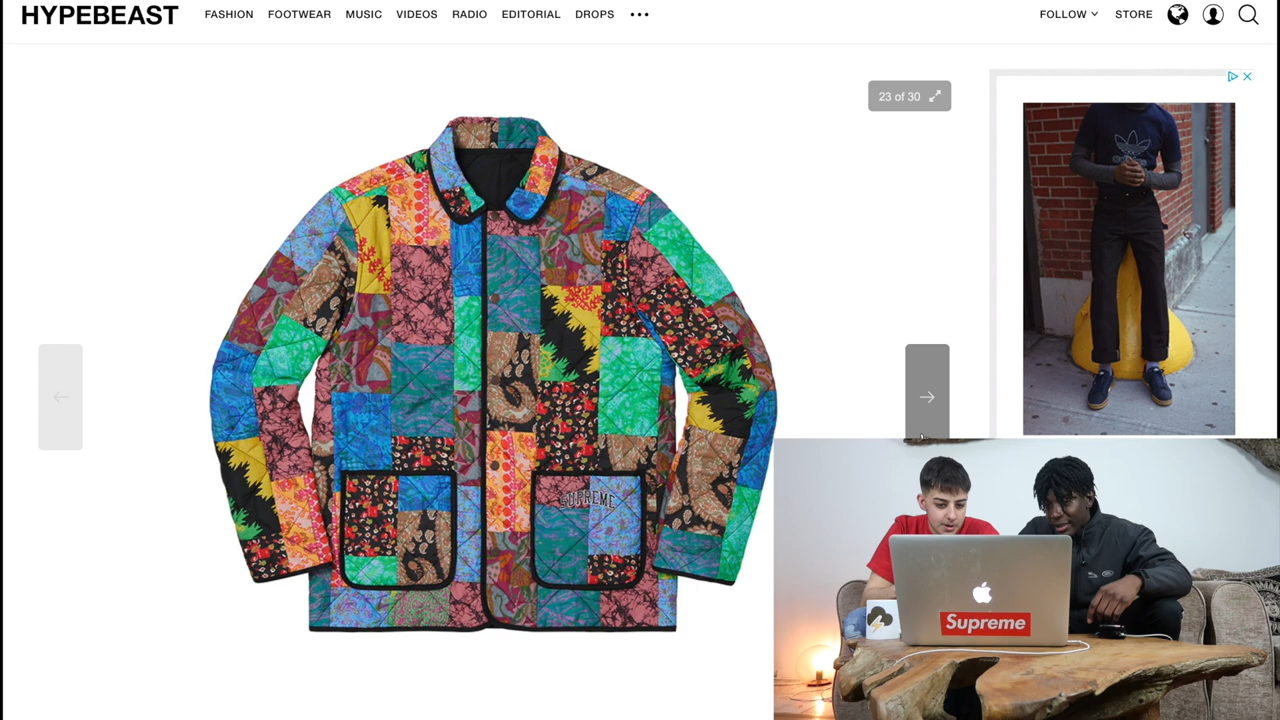 HYPEBEAST
FASHION FOOTWEAR MUSIC VIDEOS RADIO EDITORIAL DROPS •••
FOLLOW STORE
23 of 30
SUPREME
Supreme